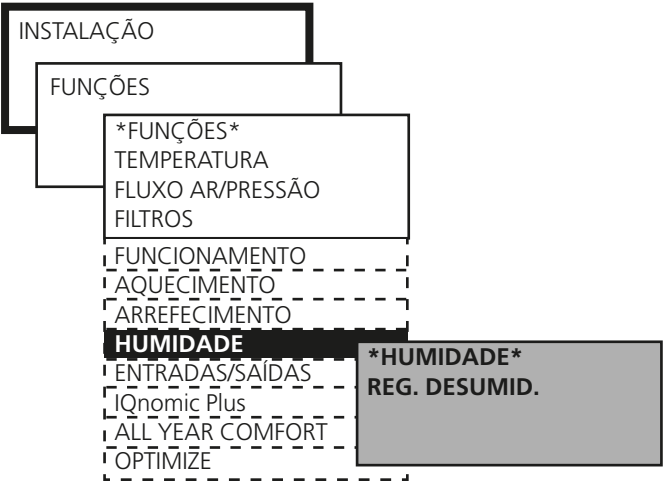 INSTALAÇÃO
FUNÇÕES
*FUNÇÕES*
TEMPERATURA
FLUXO AR/PRESSÃO
FILTROS
FUNCIONAMENTO
AQUECIMENTO
ARREFECIMENTO
HUMIDADE
ENTRADAS/SAÍDAS
IQnomic Plus
ALL YEAR COMFORT
OPTIMIZE
*HUMIDADE*
REG. DESUMID.